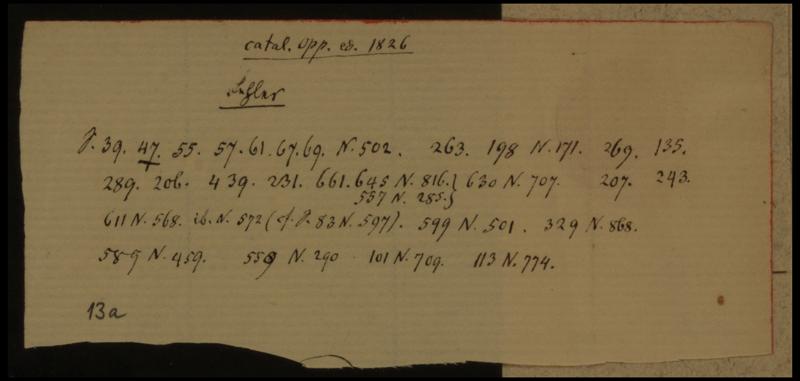 catal. opp. ed. 1826
Fehler
p. 39. 47. 55. 57. 61. 67. 69. N. 502. 263. 198 N. 171. 269. 135.
289. 206. 439. 231. 661. 645 N. 816.} 630 N. 707. 207. 243.
557 N. 285.}
611 N. 568. ib. N. 572 (cf. p. 83 N. 597). 599 N. 501. 329 N. 868.
589 N. 459. 559 N. 290. 101 N. 709. 113 N. 774.
13a